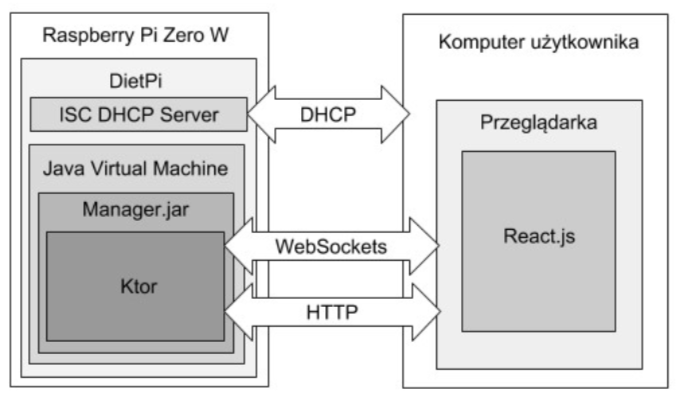 Raspberry Pi Zero W
DietPi
ISC DHCP Server
Java Virtual Machine
Manager.jar
Ktor
DHCP
WebSockets
HTTP
Komputer użytkownika
Przeglądarka
React.js